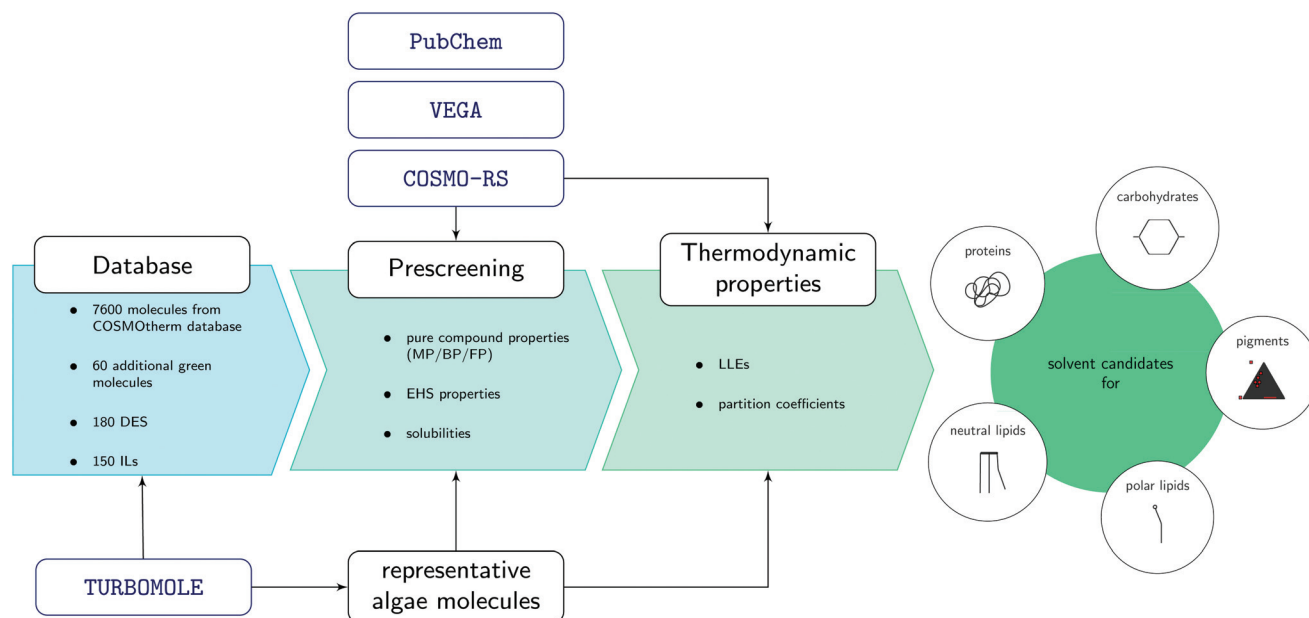 PubChem
VEGA
COSMO-RS
Database
7600 molecules from
COSMOtherm database
60 additional green
molecules
180 DES
150 ILs
Prescreening
pure compound properties
(MP/BP/FP)
EHS properties
solubilities
Thermodynamic
properties
LLEs
partition coefficients
TURBOMOLE
representative
algae molecules
solvent candidates
for
carbohydrates
proteins
pigments
neutral lipids
polar lipids